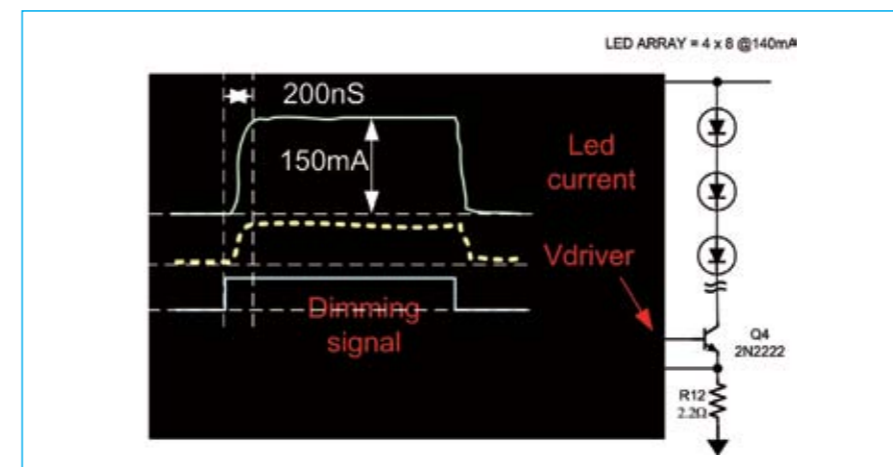 LED ARRAY = 4 x 8 @140mA
200nS
150mA
Led
current
Vdriver
Dimming
signal
Q4
2N2222
R12
2.2Ω